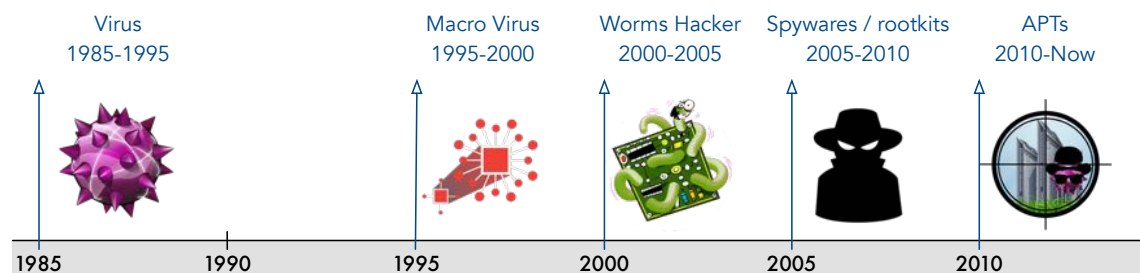 Virus
1985-1995
Macro Virus
1995-2000
Worms Hacker
2000-2005
Spywares / rootkits
2005-2010
APTs
2010-Now
1985
1990
1995
2000
2005
2010